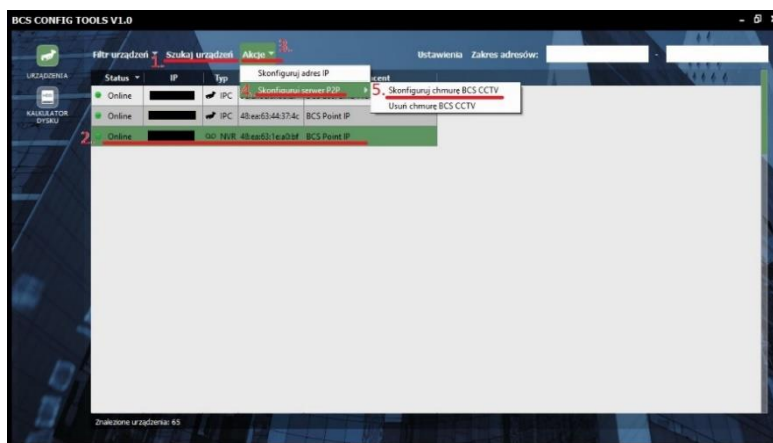 BCS CONFIG TOOLS V1.0
Filtr urządzeń 1. Szukaj urządzeń Akcje 3. Ustawienia Zakres adresów: -
URZĄDZENIA
Status IP Typ
Skonfiguruj adres IP
Online IPC
4. Skonfiguruj serwer P2P 5. Skonfiguruj chmurę BCS CCTV
Usuń chmurę BCS CCTV
KALKULATOR DYSKU
Online IPC 48:ea:63:44:37:4c BCS Point IP
2 Online NVR 48:ea:63:1e:a0:bf BCS Point IP
Znalezione urządzenia: 65